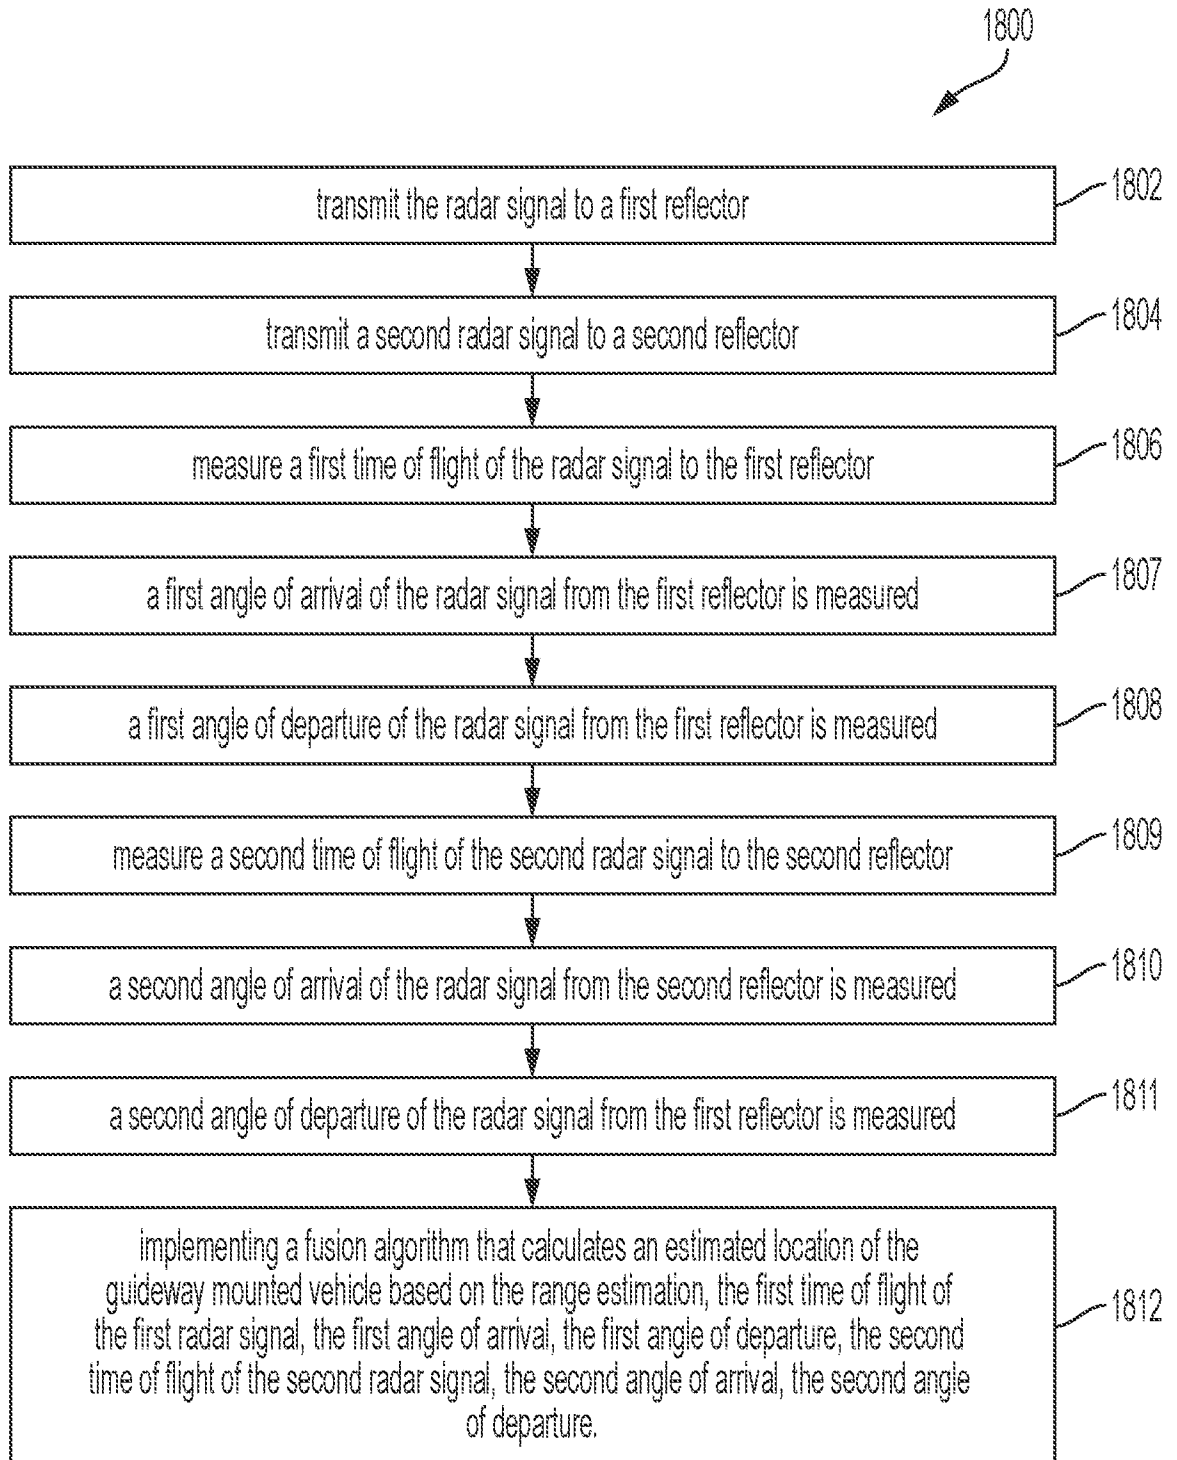 1800
transmit the radar signal to a first reflector
1802
transmit a second radar signal to a second reflector
1804
measure a first time of flight of the radar signal to the first reflector
1806
a first angle of arrival of the radar signal from the first reflector is measured
1807
a first angle of departure of the radar signal from the first reflector is measured
1808
measure a second time of flight of the second radar signal to the second reflector
1809
a second angle of arrival of the radar signal from the second reflector is measured
1810
a second angle of departure of the radar signal from the first reflector is measured
1811
implementing a fusion algorithm that calculates an estimated location of the
guideway mounted vehicle based on the range estimation, the first time of flight of
the first radar signal, the first angle of arrival, the first angle of departure, the second
time of flight of the second radar signal, the second angle of arrival, the second angle
of departure.
1812